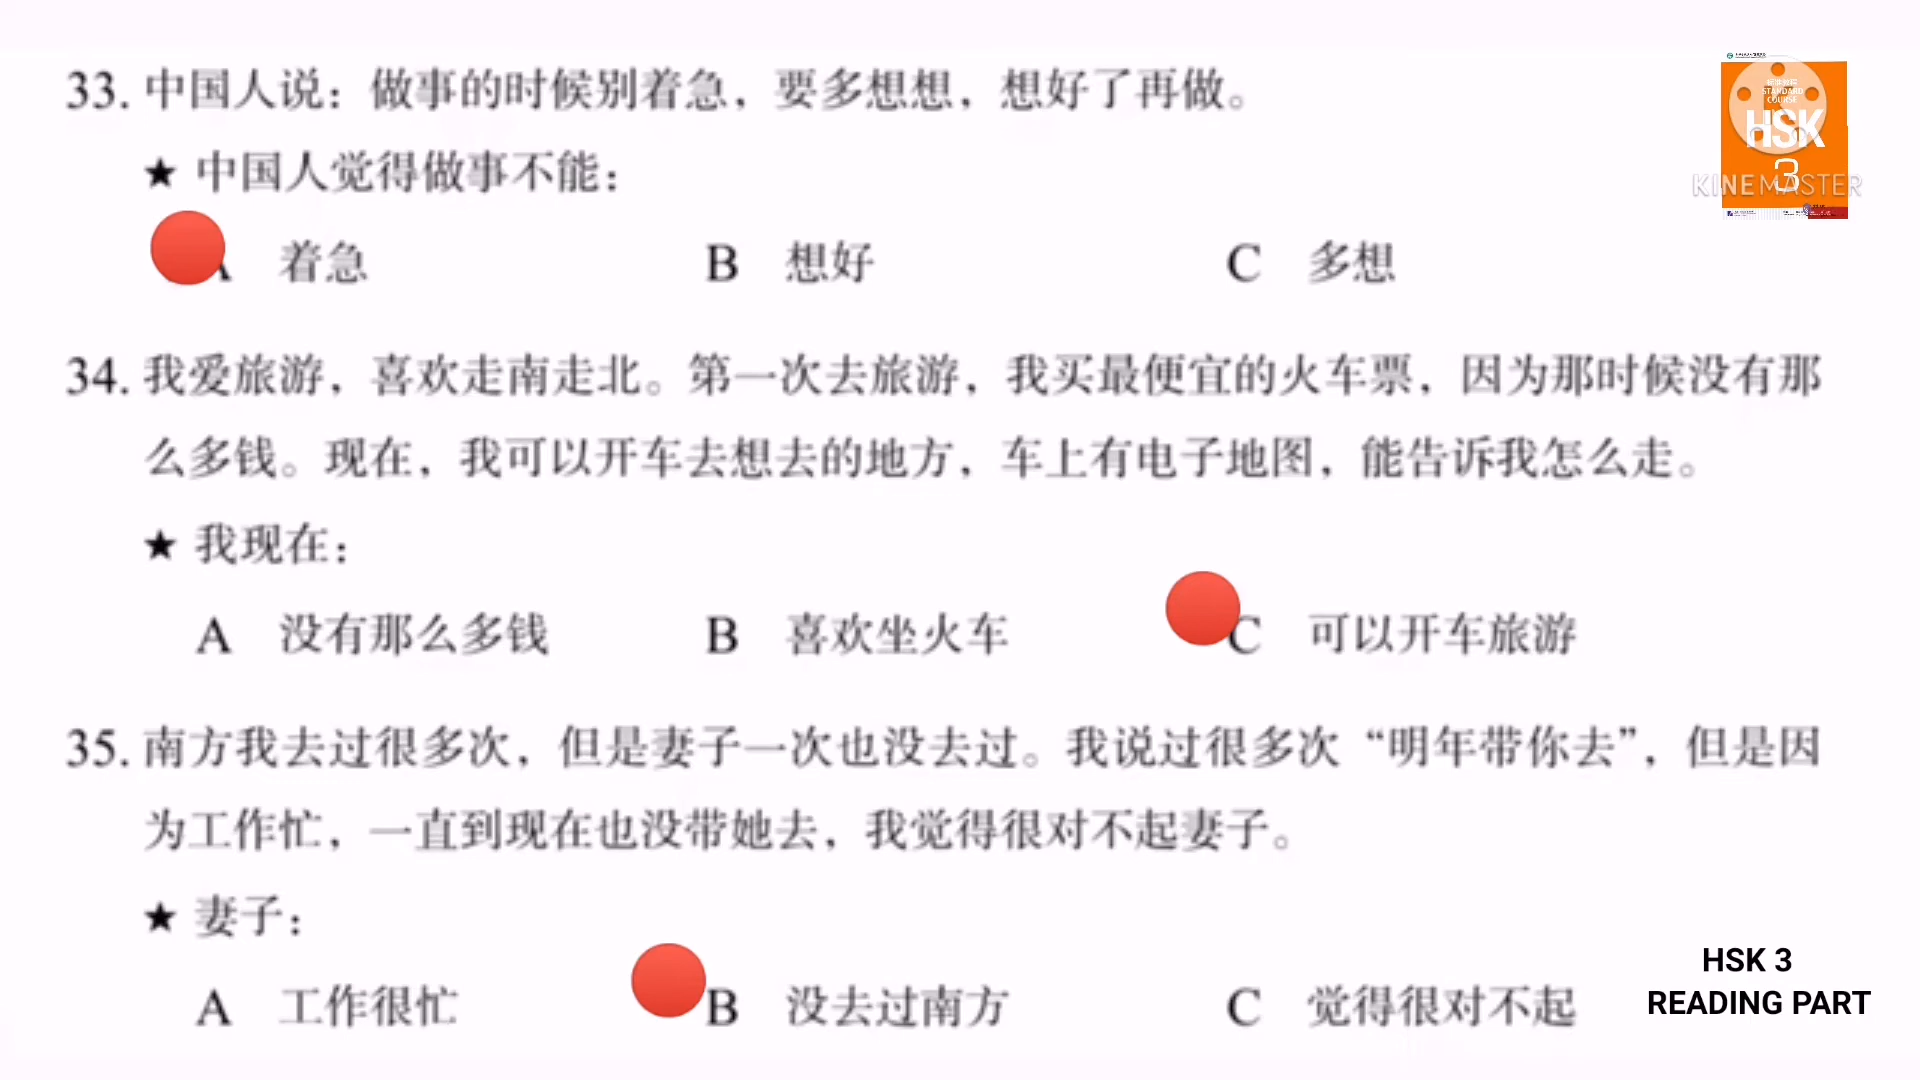 33. 中国人说：做事的时候别着急，要多想想，想好了再做。
★ 中国人觉得做事不能：
A 着急 B 想好 C 多想
34. 我爱旅游，喜欢走南走北。第一次去旅游，我买最便宜的火车票，因为那时候没有那
么多钱。现在，我可以开车去想去的地方，车上有电子地图，能告诉我怎么走。
★ 我现在：
A 没有那么多钱 B 喜欢坐火车 C 可以开车旅游
35. 南方我去过很多次，但是妻子一次也没去过。我说过很多次“明年带你去”，但是因
为工作忙，一直到现在也没带她去，我觉得很对不起妻子。
★ 妻子：
A 工作很忙 B 没去过南方 C 觉得很对不起
STANDARD
COURSE
HSK
3
KINEMASTER
HSK 3
READING PART